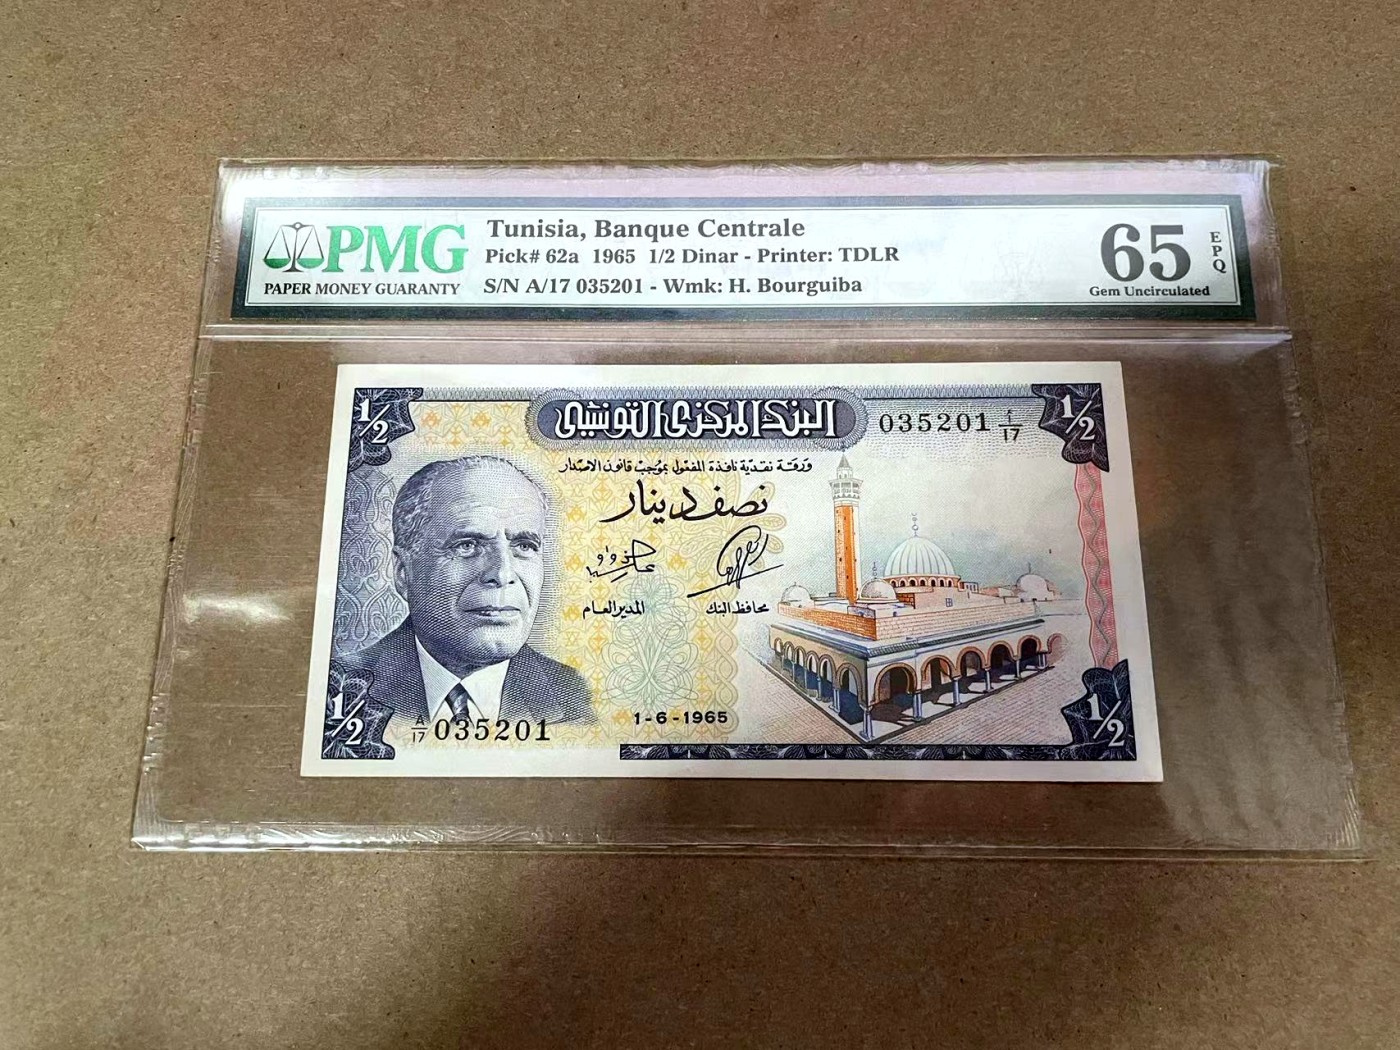 PMG
PAPER MONEY GUARANTY
Tunisia, Banque Centrale
Pick# 62a 1965 1/2 Dinar - Printer: TDLR
S/N A/17 035201 - Wmk: H. Bourguiba
65 EPQ
Gem Uncirculated
1/2
البنك المركزي التونسي
035201 أ/17
1/2
ورقة نقدية نافذة المفعول بموجب قانون الاصدار
نصف دينار
المدير العام
محافظ البنك
1/2
A/17 035201
1-6-1965
1/2